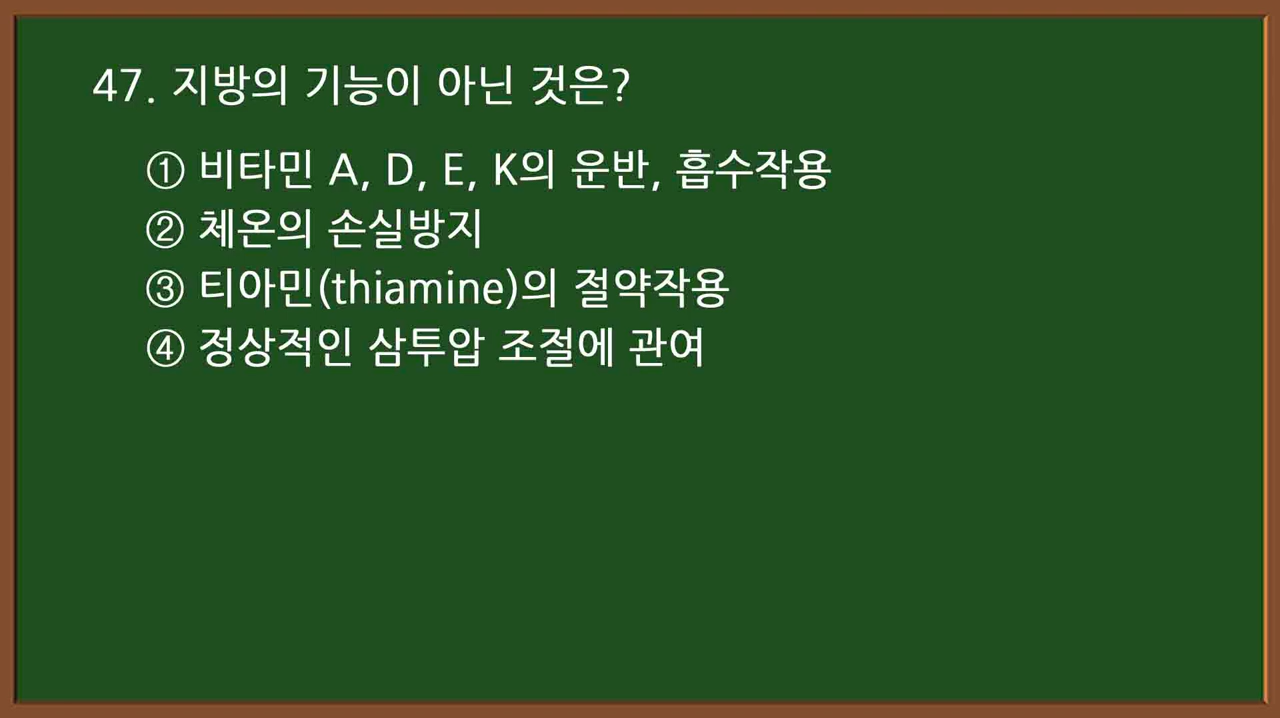 47. 지방의 기능이 아닌 것은?
① 비타민 A, D, E, K의 운반, 흡수작용
② 체온의 손실방지
③ 티아민(thiamine)의 절약작용
④ 정상적인 삼투압 조절에 관여